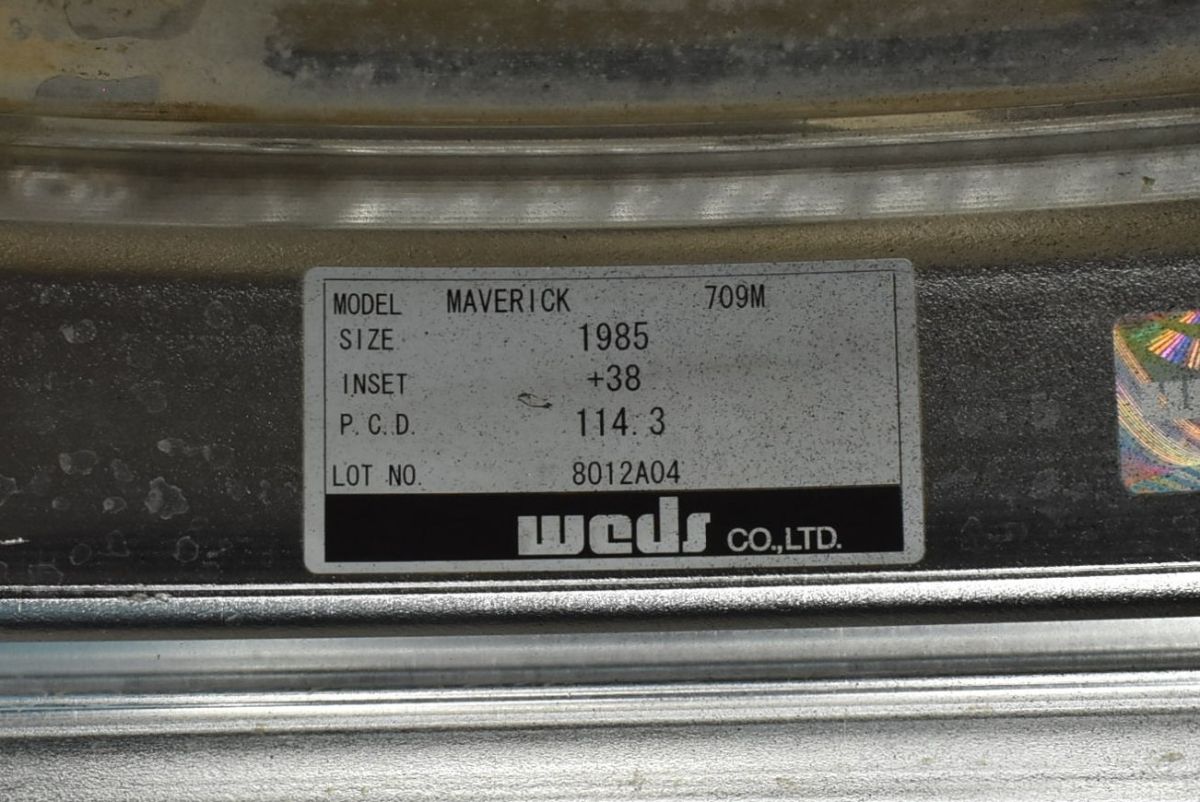 MODEL MAVERICK 709M
SIZE 1985
INSET +38
P.C.D. 114.3
LOT NO. 8012A04
weds CO.,LTD.